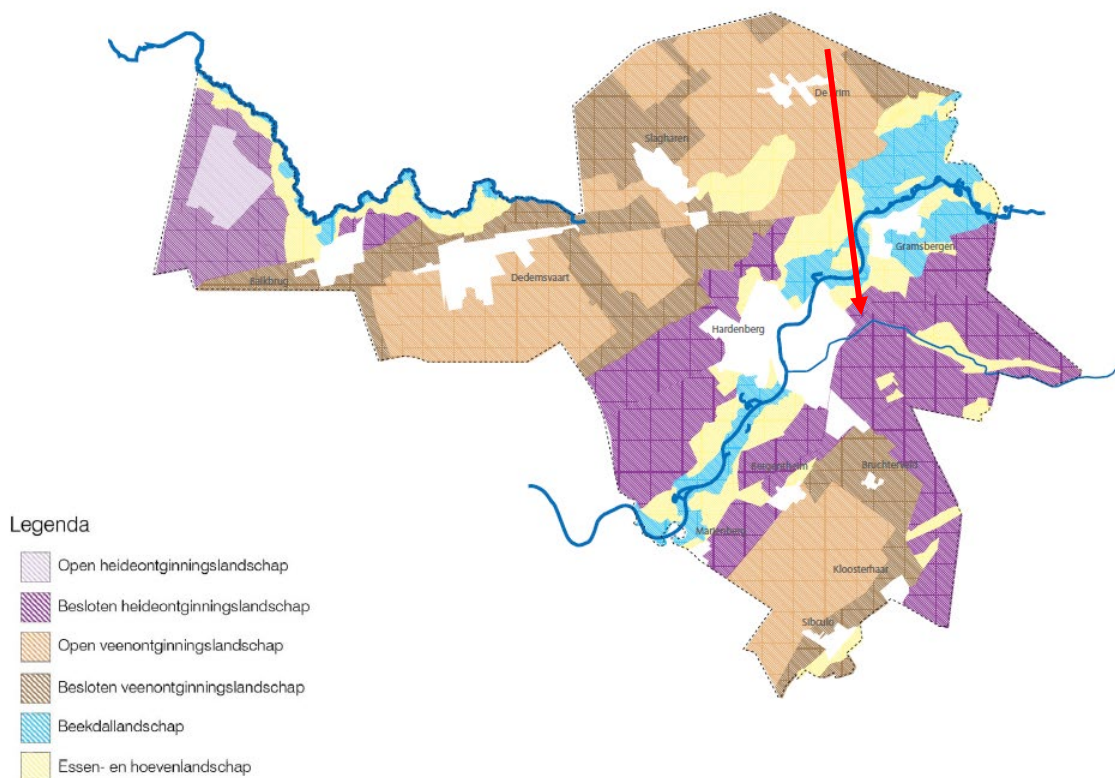 De Krim
Slagharen
Gramsbergen
Balkbrug
Dedemsvaart
Hardenberg
Bergentheim
Bruchterveld
Mariënberg
Kloosterhaar
Sibculo
Legenda
Open heideontginningslandschap
Besloten heideontginningslandschap
Open veenontginningslandschap
Besloten veenontginningslandschap
Beekdallandschap
Essen- en hoevenlandschap